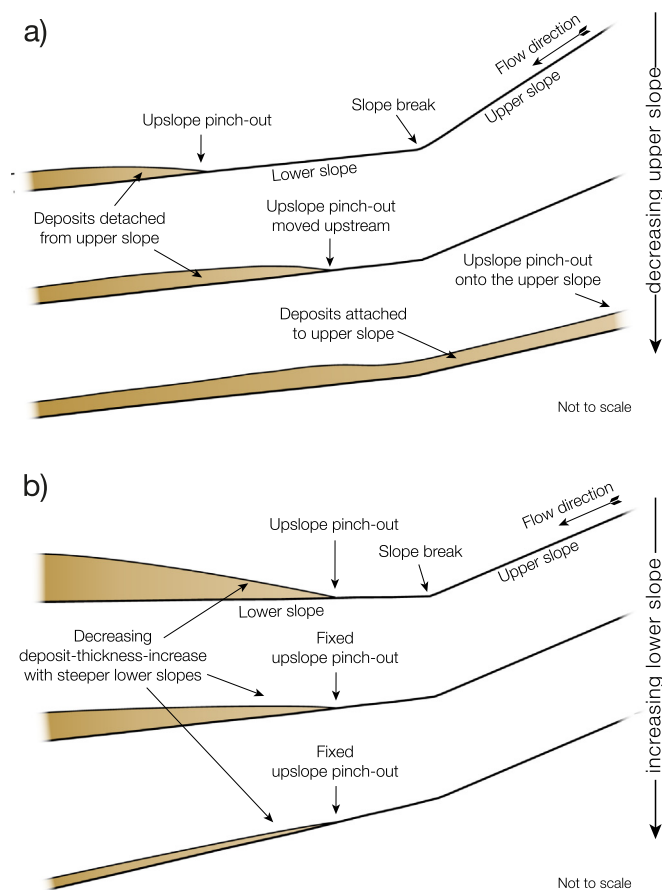 a)
Flow direction
Upper slope
Slope break
Upslope pinch-out
Lower slope
Deposits detached
from upper slope
Upslope pinch-out
moved upstream
Upslope pinch-out
onto the upper slope
Deposits attached
to upper slope
decreasing upper slope
Not to scale
b)
Flow direction
Upper slope
Upslope pinch-out
Slope break
Lower slope
Decreasing
deposit-thickness-increase
with steeper lower slopes
Fixed
upslope pinch-out
Fixed
upslope pinch-out
increasing lower slope
Not to scale